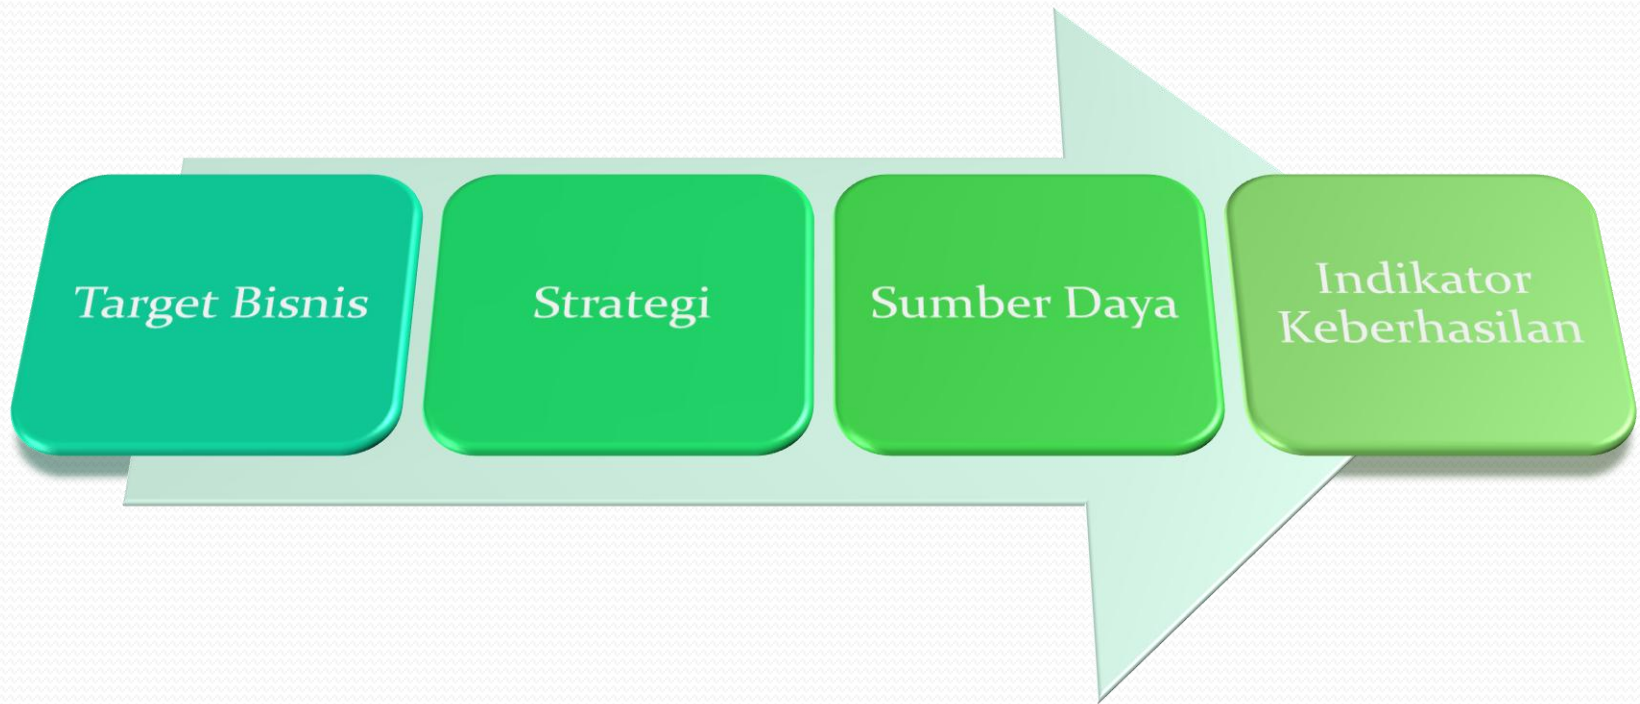 Target Bisnis
Strategi
Sumber Daya
Indikator
Keberhasilan